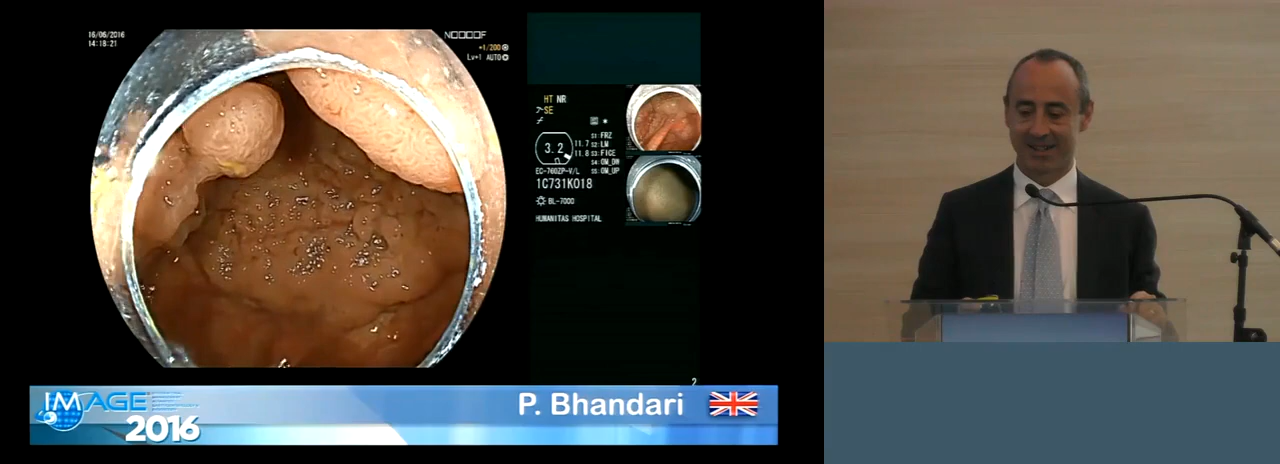 16/06/2016
14:18:21
+1/200
Lv+1 AUTO
HT NR
SE
3.2
11.7
11.8
S1: FRZ
S2: LM
S3: FICE
S4: OM_DW
S5: OM_UP
EC-760ZP-V/L
1C731K018
BL-7000
HUMANITAS HOSPITAL
2
IMAGE
2016
P. Bhandari